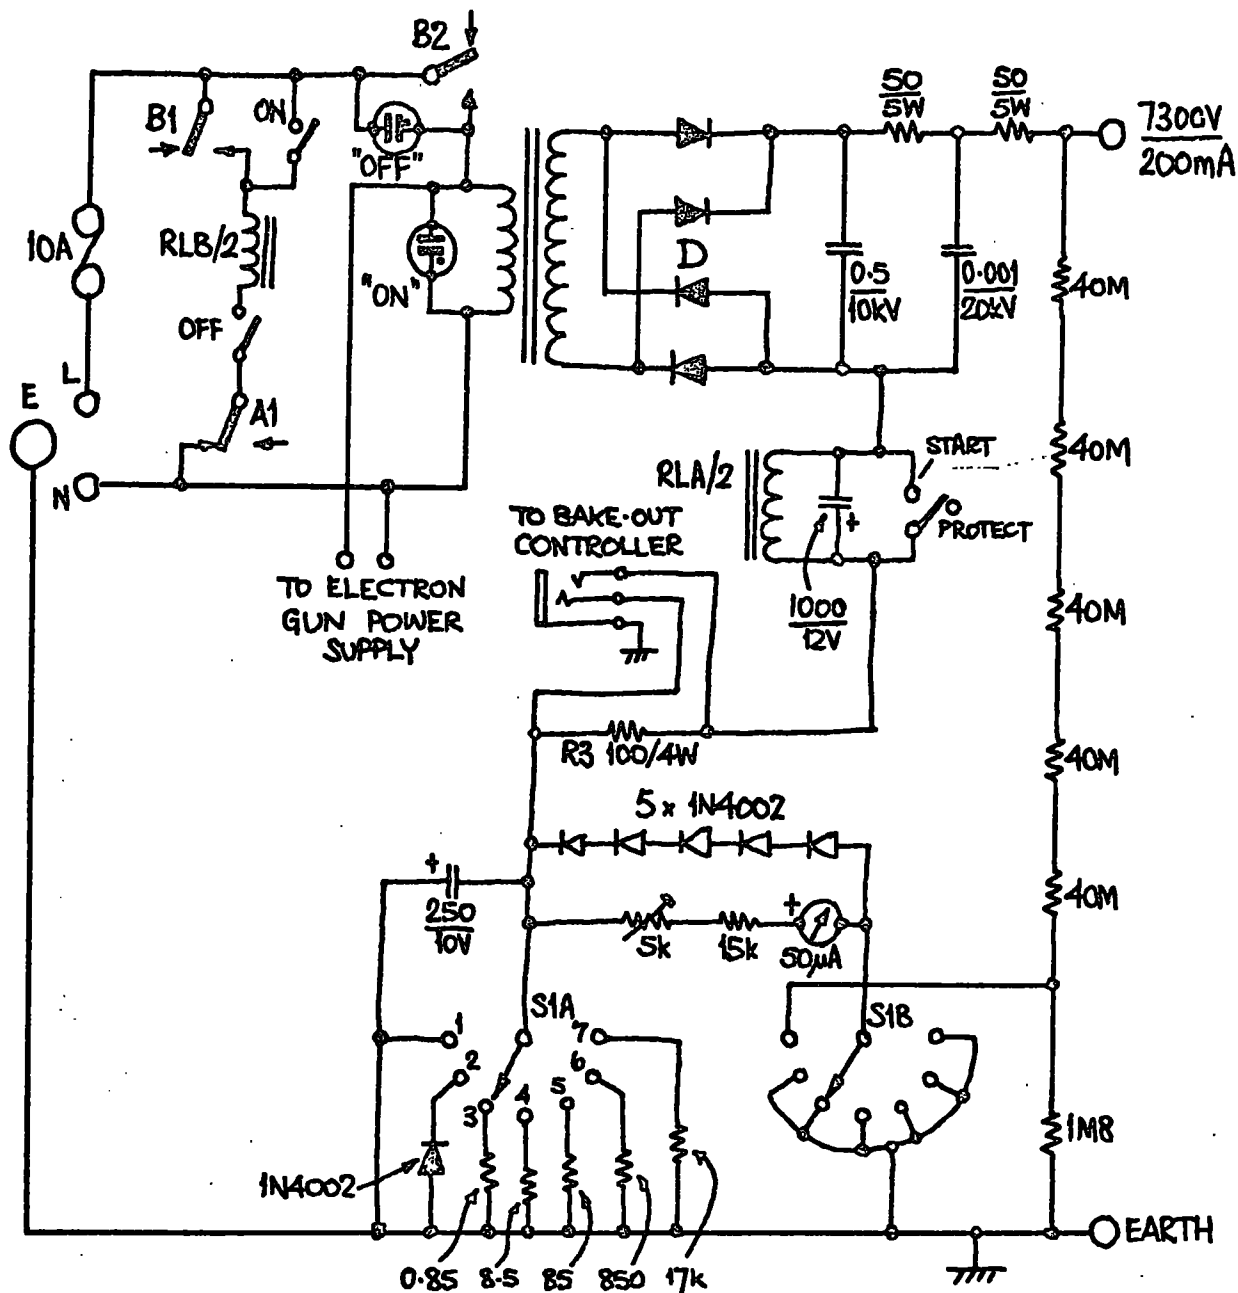 B2
B1
ON
"OFF"
50
5W
50
5W
7300V
200mA
10A
RLB/2
"ON"
D
0.5
10kV
0.001
20kV
40M
OFF
L
E
A1
N
RLA/2
START
PROTECT
40M
TO BAKE-OUT
CONTROLLER
+
1000
12V
TO ELECTRON
GUN POWER
SUPPLY
40M
R3 100/4W
40M
5 x 1N4002
+
250
10V
5k
15k
+
50µA
40M
S1A
S1B
1
2
3
4
5
6
7
1N4002
1M8
0.85
8.5
85
850
17k
EARTH